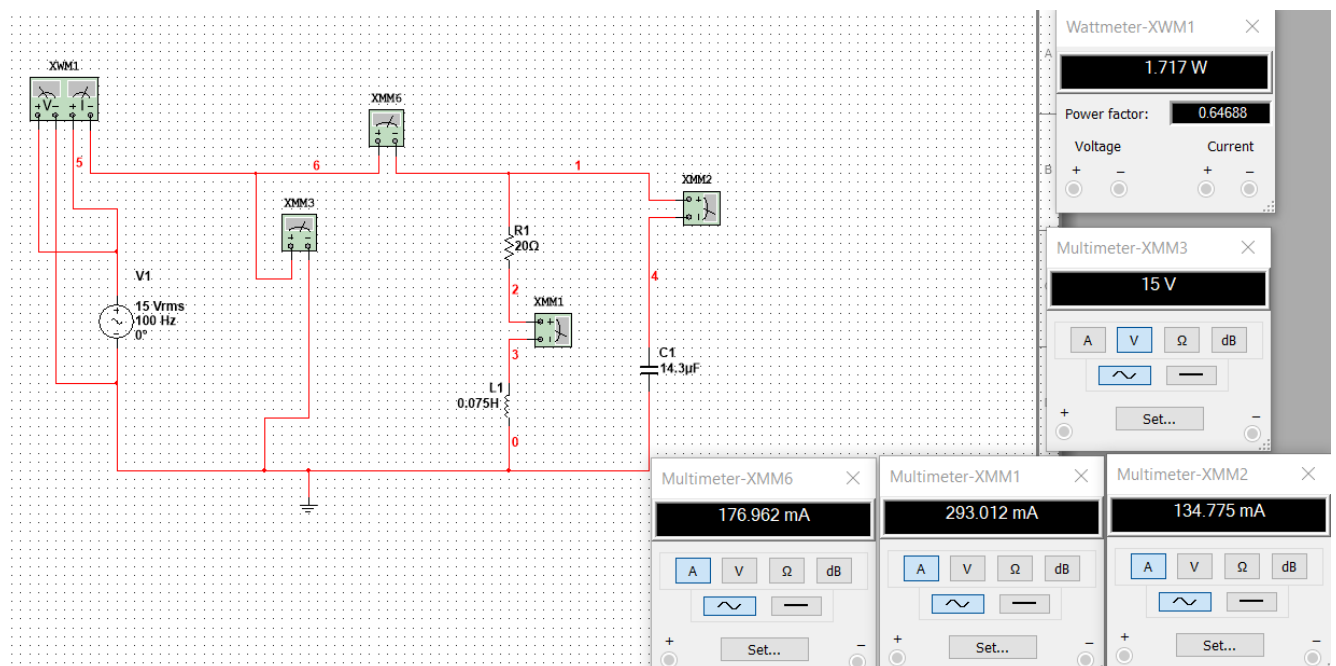 XWM1
V
I
5
6
XMM6
1
XMM2
XMM3
R1
20Ω
V1
15 Vrms
100 Hz
0°
2
XMM1
3
4
C1
14.3µF
L1
0.075H
0
A
B
Wattmeter-XWM1
1.717 W
Power factor: 0.64688
Voltage Current
+ − + −
Multimeter-XMM3
15 V
A V Ω dB
+ Set... −
Multimeter-XMM6
176.962 mA
A V Ω dB
+ Set... −
Multimeter-XMM1
293.012 mA
A V Ω dB
+ Set... −
Multimeter-XMM2
134.775 mA
A V Ω dB
+ Set... −